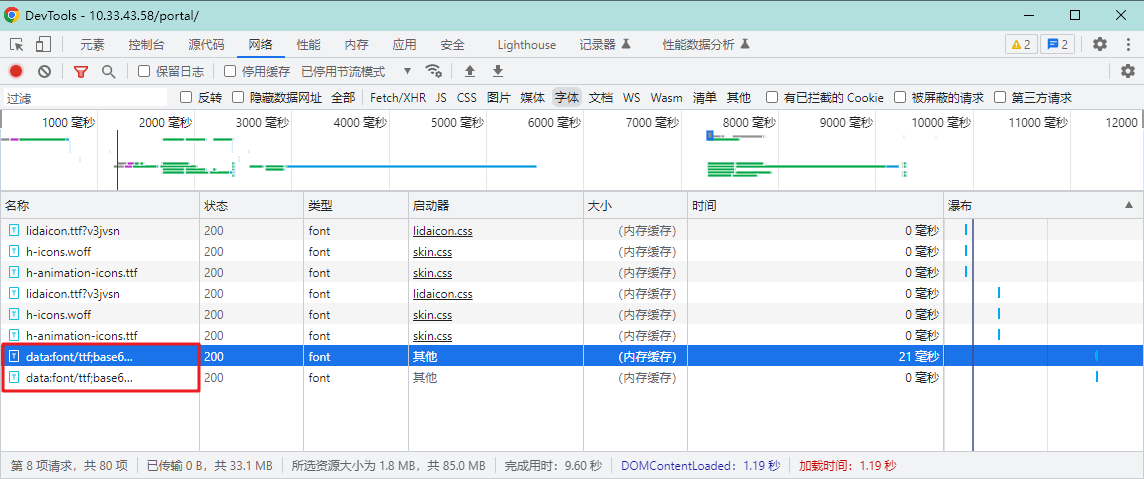 DevTools - 10.33.43.58/portal/
元素 控制台 源代码 网络 性能 内存 应用 安全 Lighthouse 记录器 性能数据分析 2 2
保留日志 停用缓存 已停用节流模式
过滤 反转 隐藏数据网址 全部 Fetch/XHR JS CSS 图片 媒体 字体 文档 WS Wasm 清单 其他 有已拦截的 Cookie 被屏蔽的请求 第三方请求
1000 毫秒 2000 毫秒 3000 毫秒 4000 毫秒 5000 毫秒 6000 毫秒 7000 毫秒 8000 毫秒 9000 毫秒 10000 毫秒 11000 毫秒 12000
名称 状态 类型 启动器 大小 时间 瀑布
lidaicon.ttf?v3jvsn 200 font lidaicon.css (内存缓存) 0 毫秒
h-icons.woff 200 font skin.css (内存缓存) 0 毫秒
h-animation-icons.ttf 200 font skin.css (内存缓存) 0 毫秒
lidaicon.ttf?v3jvsn 200 font lidaicon.css (内存缓存) 0 毫秒
h-icons.woff 200 font skin.css (内存缓存) 0 毫秒
h-animation-icons.ttf 200 font skin.css (内存缓存) 0 毫秒
data:font/ttf;base6... 200 font 其他 (内存缓存) 21 毫秒
data:font/ttf;base6... 200 font 其他 (内存缓存) 0 毫秒
第 8 项请求，共 80 项 已传输 0 B，共 33.1 MB 所选资源大小为 1.8 MB，共 85.0 MB 完成用时：9.60 秒 DOMContentLoaded：1.19 秒 加载时间：1.19 秒